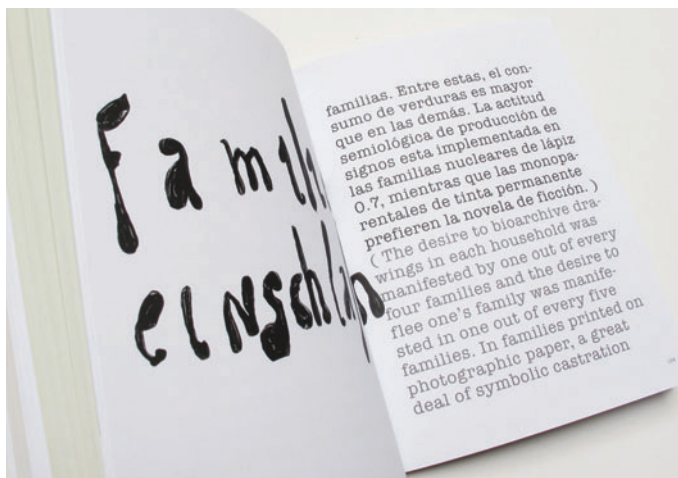 familias. Entre estas, el con-
sumo de verduras es mayor
que en las demás. La actitud
semiológica de producción de
signos esta implementada en
las familias nucleares de lápiz
0.7, mientras que las monopa-
rentales de tinta permanente
prefieren la novela de ficción. )
( The desire to bioarchive dra-
wings in each household was
manifested by one out of every
four families and the desire to
flee one's family was manife-
sted in one out of every five
families. In families printed on
photographic paper, a great
deal of symbolic castration